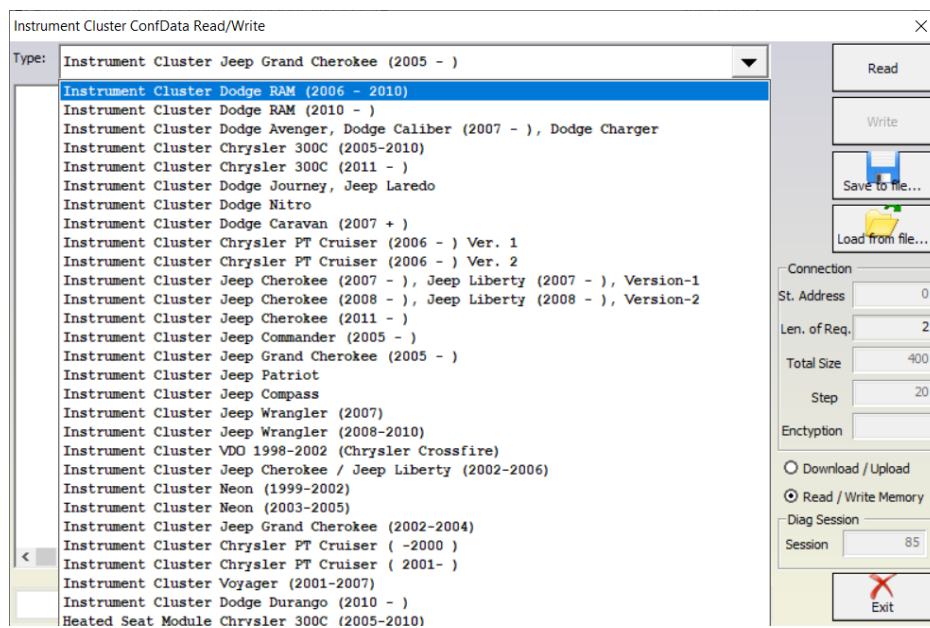 Instrument Cluster ConfData Read/Write
Type:
Instrument Cluster Jeep Grand Cherokee (2005 - )
Instrument Cluster Dodge RAM (2006 - 2010)
Instrument Cluster Dodge RAM (2010 - )
Instrument Cluster Dodge Avenger, Dodge Caliber (2007 - ), Dodge Charger
Instrument Cluster Chrysler 300C (2005-2010)
Instrument Cluster Chrysler 300C (2011 - )
Instrument Cluster Dodge Journey, Jeep Laredo
Instrument Cluster Dodge Nitro
Instrument Cluster Dodge Caravan (2007 + )
Instrument Cluster Chrysler PT Cruiser (2006 - ) Ver. 1
Instrument Cluster Chrysler PT Cruiser (2006 - ) Ver. 2
Instrument Cluster Jeep Cherokee (2007 - ), Jeep Liberty (2007 - ), Version-1
Instrument Cluster Jeep Cherokee (2008 - ), Jeep Liberty (2008 - ), Version-2
Instrument Cluster Jeep Cherokee (2011 - )
Instrument Cluster Jeep Commander (2005 - )
Instrument Cluster Jeep Grand Cherokee (2005 - )
Instrument Cluster Jeep Patriot
Instrument Cluster Jeep Compass
Instrument Cluster Jeep Wrangler (2007)
Instrument Cluster Jeep Wrangler (2008-2010)
Instrument Cluster VDO 1998-2002 (Chrysler Crossfire)
Instrument Cluster Jeep Cherokee / Jeep Liberty (2002-2006)
Instrument Cluster Neon (1999-2002)
Instrument Cluster Neon (2003-2005)
Instrument Cluster Jeep Grand Cherokee (2002-2004)
Instrument Cluster Chrysler PT Cruiser ( -2000 )
Instrument Cluster Chrysler PT Cruiser ( 2001- )
Instrument Cluster Voyager (2001-2007)
Instrument Cluster Dodge Durango (2010 - )
Heated Seat Module Chrysler 300C (2005-2010)
Read
Write
Save to file...
Load from file...
Connection
St. Address 0
Len. of Req. 2
Total Size 400
Step 20
Enctyption
Download / Upload
Read / Write Memory
Diag Session
Session 85
Exit